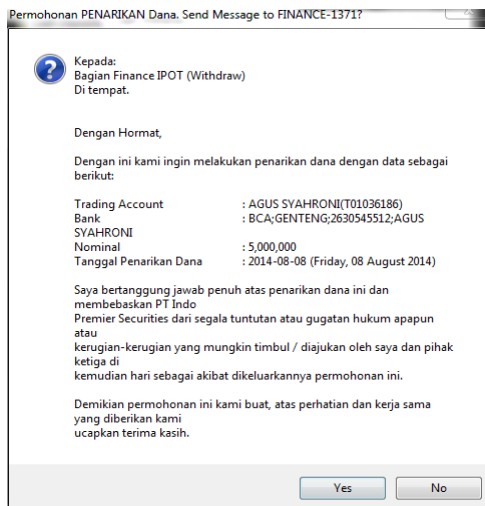 Permohonan PENARIKAN Dana. Send Message to FINANCE-1371?
Kepada:
Bagian Finance IPOT (Withdraw)
Di tempat.
Dengan Hormat,
Dengan ini kami ingin melakukan penarikan dana dengan data sebagai
berikut:
Trading Account : AGUS SYAHRONI(T01036186)
Bank : BCA;GENTENG;2630545512;AGUS
SYAHRONI
Nominal : 5,000,000
Tanggal Penarikan Dana : 2014-08-08 (Friday, 08 August 2014)
Saya bertanggung jawab penuh atas penarikan dana ini dan
membebaskan PT Indo
Premier Securities dari segala tuntutan atau gugatan hukum apapun
atau
kerugian-kerugian yang mungkin timbul / diajukan oleh saya dan pihak
ketiga di
kemudian hari sebagai akibat dikeluarkannya permohonan ini.
Demikian permohonan ini kami buat, atas perhatian dan kerja sama
yang diberikan kami
ucapkan terima kasih.
Yes No